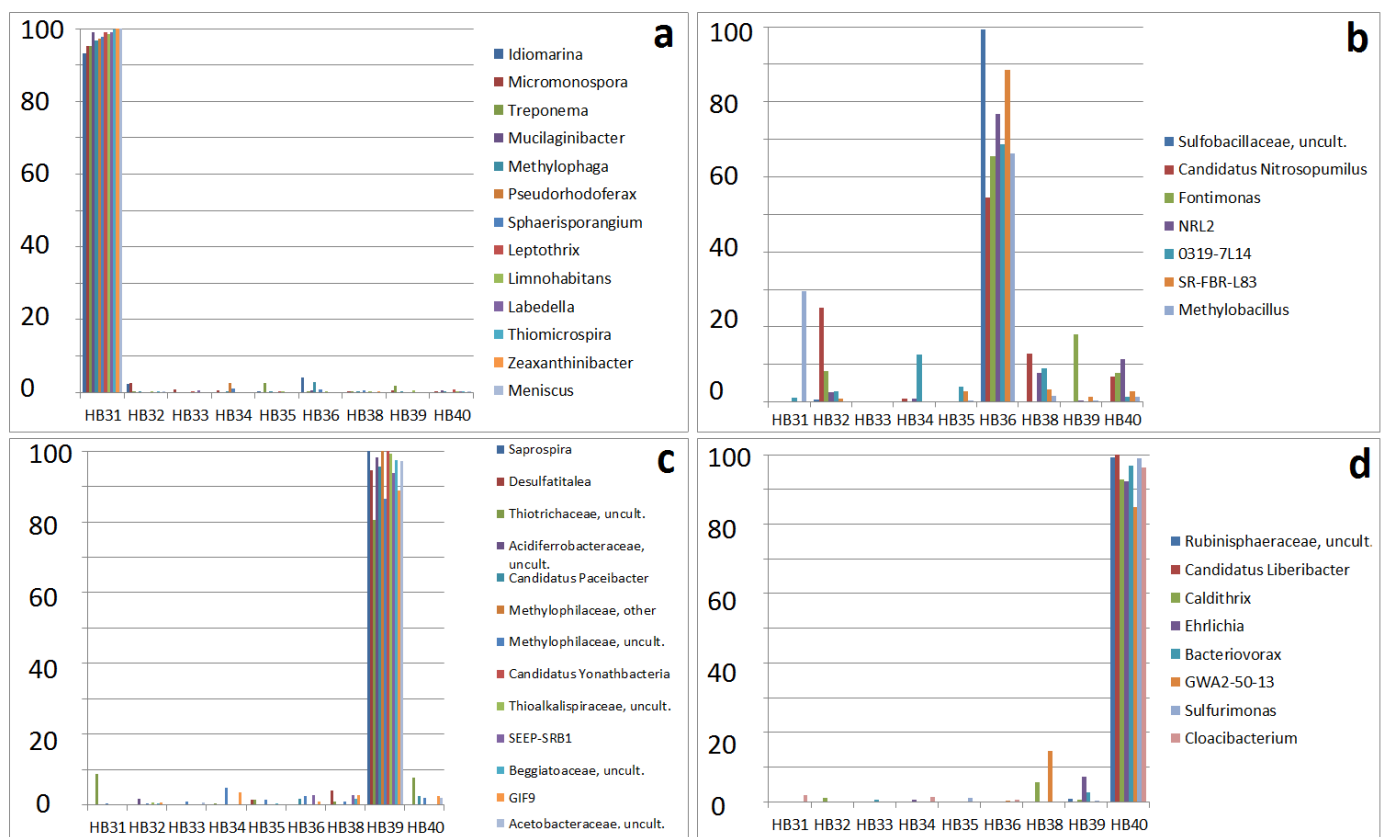 a
100
80
60
40
20
0
HB31 HB32 HB33 HB34 HB35 HB36 HB38 HB39 HB40
Idiomarina
Micromonospora
Treponema
Mucilaginibacter
Methylophaga
Pseudorhodoferax
Sphaerisporangium
Leptothrix
Limnohabitans
Labedella
Thiomicrospira
Zeaxanthinibacter
Meniscus
b
100
80
60
40
20
0
HB31 HB32 HB33 HB34 HB35 HB36 HB38 HB39 HB40
Sulfobacillaceae, uncult.
Candidatus Nitrosopumilus
Fontimonas
NRL2
0319-7L14
SR-FBR-L83
Methylobacillus
c
100
80
60
40
20
0
HB31 HB32 HB33 HB34 HB35 HB36 HB38 HB39 HB40
Saprospira
Desulfatitalea
Thiotrichaceae, uncult.
Acidiferrobacteraceae,
uncult.
Candidatus Paceibacter
Methylophilaceae, other
Methylophilaceae, uncult.
Candidatus Yonathbacteria
Thioalkalispiraceae, uncult.
SEEP-SRB1
Beggiatoaceae, uncult.
GIF9
Acetobacteraceae, uncult.
d
100
80
60
40
20
0
HB31 HB32 HB33 HB34 HB35 HB36 HB38 HB39 HB40
Rubinisphaeraceae, uncult.
Candidatus Liberibacter
Caldithrix
Ehrlichia
Bacteriovorax
GWA2-50-13
Sulfurimonas
Cloacibacterium